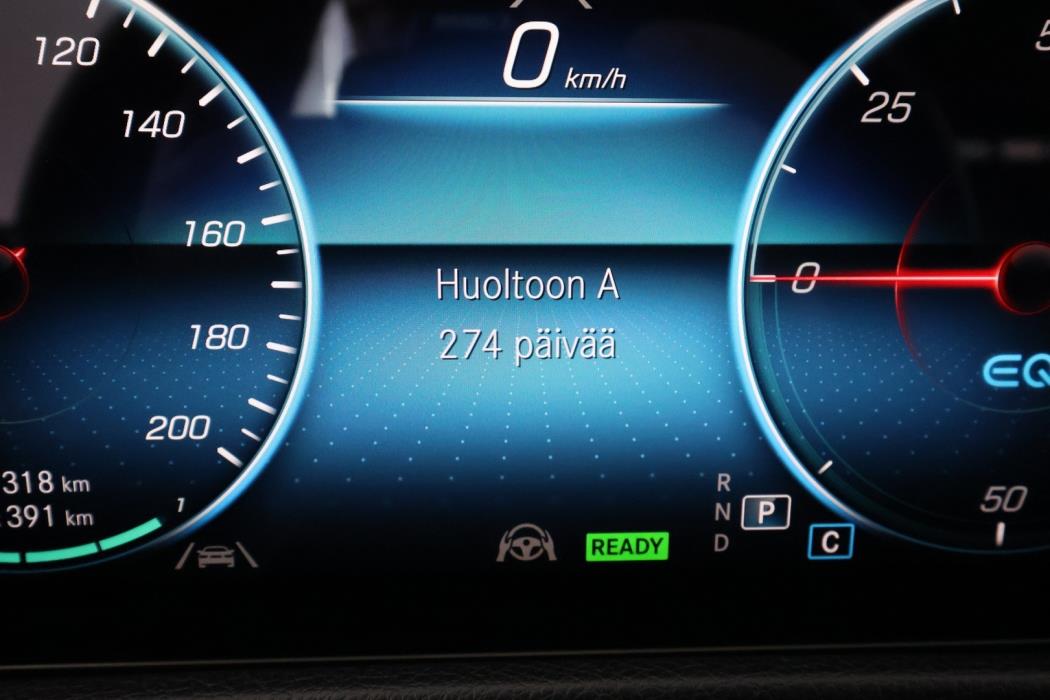 120
140
160
180
200
318 km
391 km
1
0 km/h
Huoltoon A
274 päivää
READY
R
N
D
P
C
25
0
EQ
50